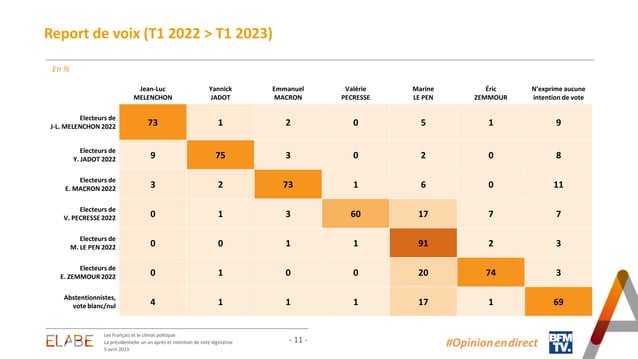 Report de voix (T1 2022 > T1 2023)
En %
Jean-Luc MELENCHON Yannick JADOT Emmanuel MACRON Valérie PECRESSE Marine LE PEN Éric ZEMMOUR N'exprime aucune intention de vote
Electeurs de J-L. MELENCHON 2022 73 1 2 0 5 1 9
Electeurs de Y. JADOT 2022 9 75 3 0 2 0 8
Electeurs de E. MACRON 2022 3 2 73 1 6 0 11
Electeurs de V. PECRESSE 2022 0 1 3 60 17 7 7
Electeurs de M. LE PEN 2022 0 0 1 1 91 2 3
Electeurs de E. ZEMMOUR 2022 0 1 0 0 20 74 3
Abstentionnistes, vote blanc/nul 4 1 1 1 17 1 69
ELABE
Les Français et le climat politique
La présidentielle un an après et intention de vote législative
5 avril 2023
- 11 -
#Opinion en direct
BFM
TV.